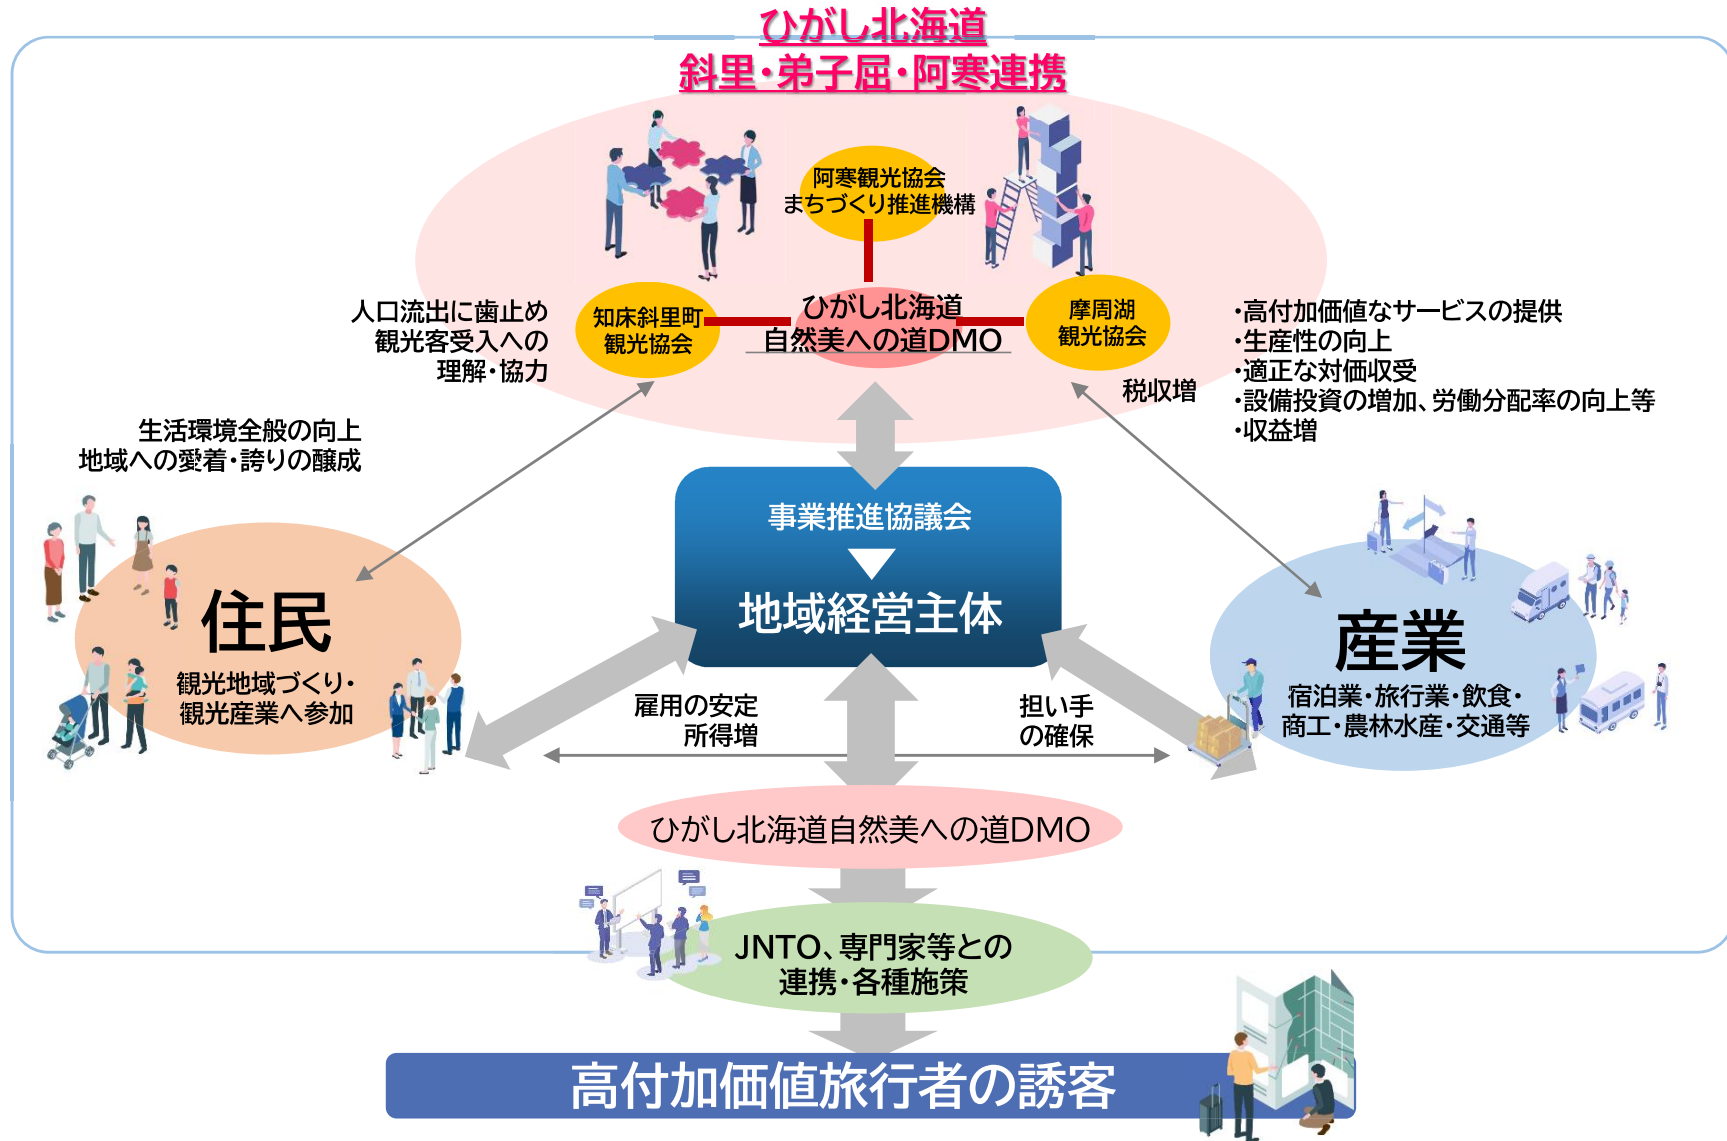 ひがし北海道
斜里・弟子屈・阿寒連携
阿寒観光協会
まちづくり推進機構
知床斜里町
観光協会
ひがし北海道
自然美への道DMO
摩周湖
観光協会
人口流出に歯止め
観光客受入への
理解・協力
税収増
・高付加価値なサービスの提供
・生産性の向上
・適正な対価収受
・設備投資の増加、労働分配率の向上等
・収益増
生活環境全般の向上
地域への愛着・誇りの醸成
事業推進協議会
地域経営主体
住民
観光地域づくり・
観光産業へ参加
産業
宿泊業・旅行業・飲食・
商工・農林水産・交通等
雇用の安定
所得増
担い手
の確保
ひがし北海道自然美への道DMO
JNTO、専門家等との
連携・各種施策
高付加価値旅行者の誘客